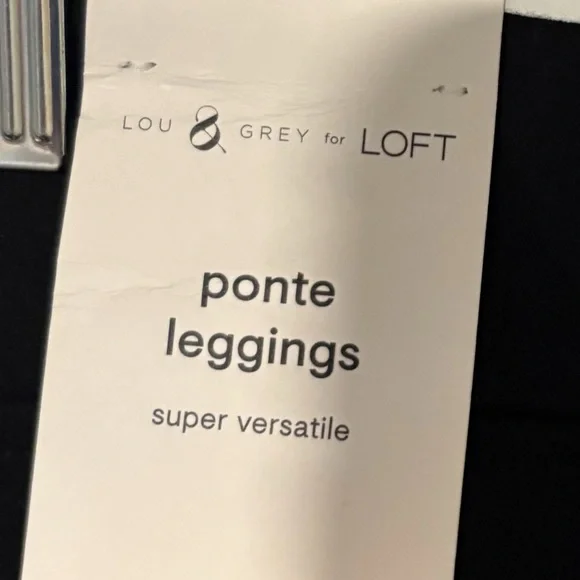 LOU & GREY for LOFT
ponte
leggings
super versatile